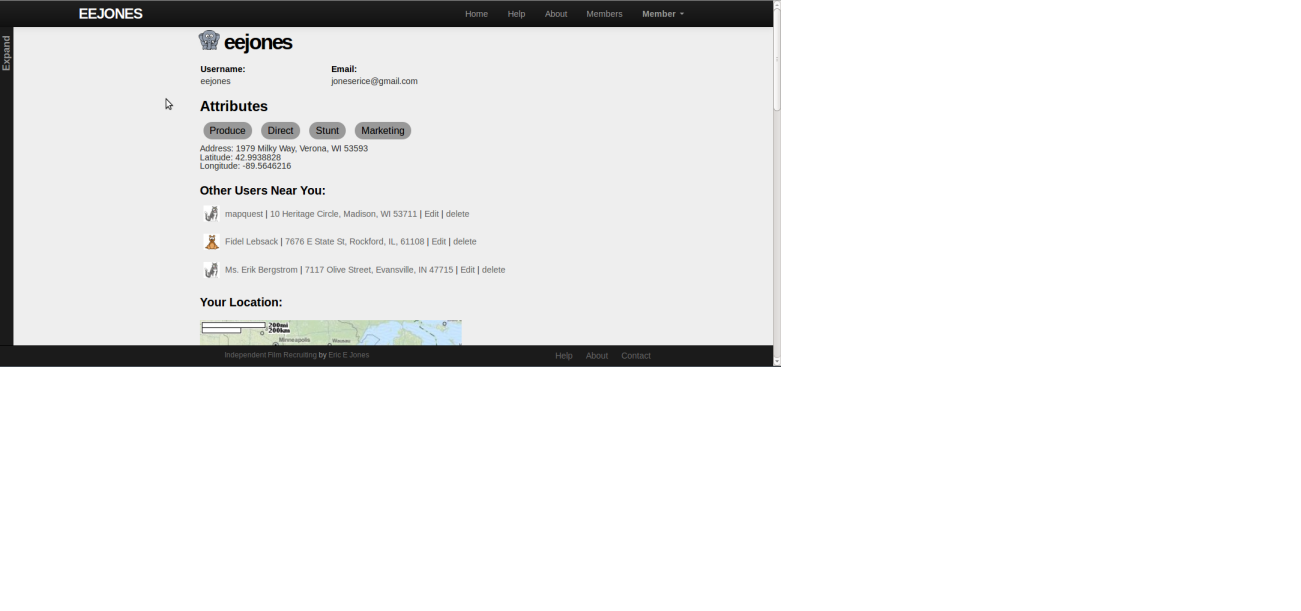 EEJONES Home Help About Members Member
Expand
eejones
Username: Email:
eejones joneserice@gmail.com
Attributes
Produce Direct Stunt Marketing
Address: 1979 Milky Way, Verona, WI 53593
Latitude: 42.9938828
Longitude: -89.5646216
Other Users Near You:
mapquest | 10 Heritage Circle, Madison, WI 53711 | Edit | delete
Fidel Lebsack | 7676 E State St, Rockford, IL, 61108 | Edit | delete
Ms. Erik Bergstrom | 7117 Olive Street, Evansville, IN 47715 | Edit | delete
Your Location:
200mi
200km
Minneapolis Wausau
Independent Film Recruiting by Eric E Jones Help About Contact